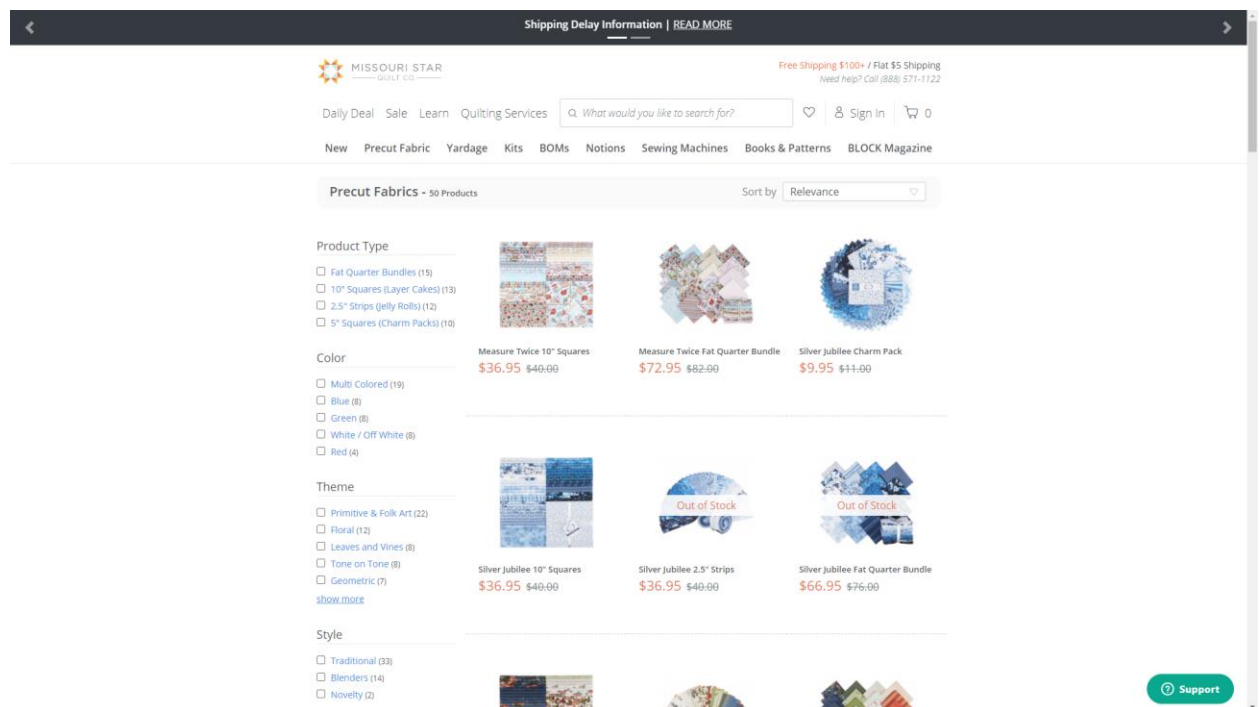 Shipping Delay Information | READ MORE
MISSOURI STAR
QUILT CO.
Free Shipping $100+ / Flat $5 Shipping
Need help? Call (888) 571-1122
Daily Deal Sale Learn Quilting Services What would you like to search for? Sign In 0
New Precut Fabric Yardage Kits BOMs Notions Sewing Machines Books & Patterns BLOCK Magazine
Precut Fabrics - 50 Products
Sort by Relevance
Product Type
Fat Quarter Bundles (15)
10" Squares (Layer Cakes) (13)
2.5" Strips (Jelly Rolls) (12)
5" Squares (Charm Packs) (10)
Color
Multi Colored (19)
Blue (8)
Green (8)
White / Off White (8)
Red (4)
Theme
Primitive & Folk Art (22)
Floral (12)
Leaves and Vines (8)
Tone on Tone (8)
Geometric (7)
show more
Style
Traditional (33)
Blenders (14)
Novelty (2)
Measure Twice 10" Squares
$36.95 $40.00
Measure Twice Fat Quarter Bundle
$72.95 $82.00
Silver Jubilee Charm Pack
$9.95 $11.00
Silver Jubilee 10" Squares
$36.95 $40.00
Out of Stock
Silver Jubilee 2.5" Strips
$36.95 $40.00
Out of Stock
Silver Jubilee Fat Quarter Bundle
$66.95 $76.00
Support